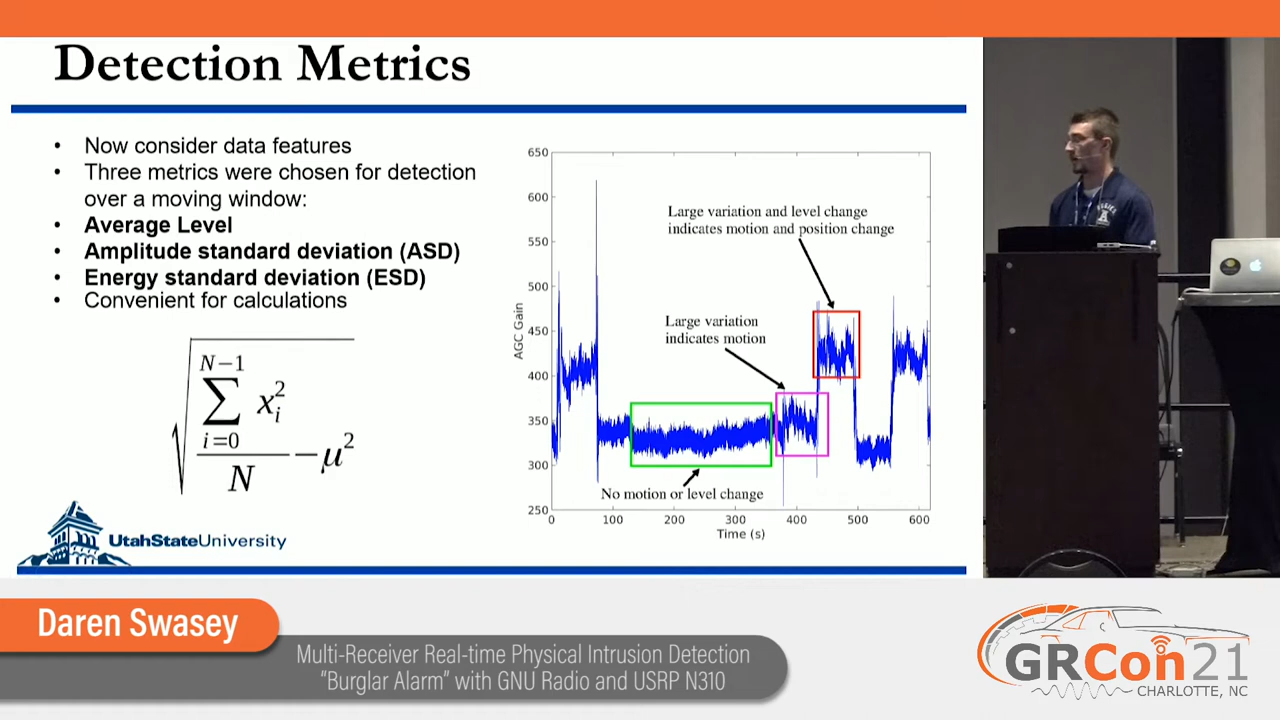 Detection Metrics
• Now consider data features
• Three metrics were chosen for detection
over a moving window:
• Average Level
• Amplitude standard deviation (ASD)
• Energy standard deviation (ESD)
• Convenient for calculations
N−1
∑ x_i^2
i=0
N
−μ^2
650
600
550
500
450
400
350
300
250
AGC Gain
Large variation and level change
indicates motion and position change
Large variation
indicates motion
No motion or level change
0 100 200 300 400 500 600
Time (s)
UtahStateUniversity
Daren Swasey
Multi-Receiver Real-time Physical Intrusion Detection
"Burglar Alarm" with GNU Radio and USRP N310
GRCon21
CHARLOTTE, NC